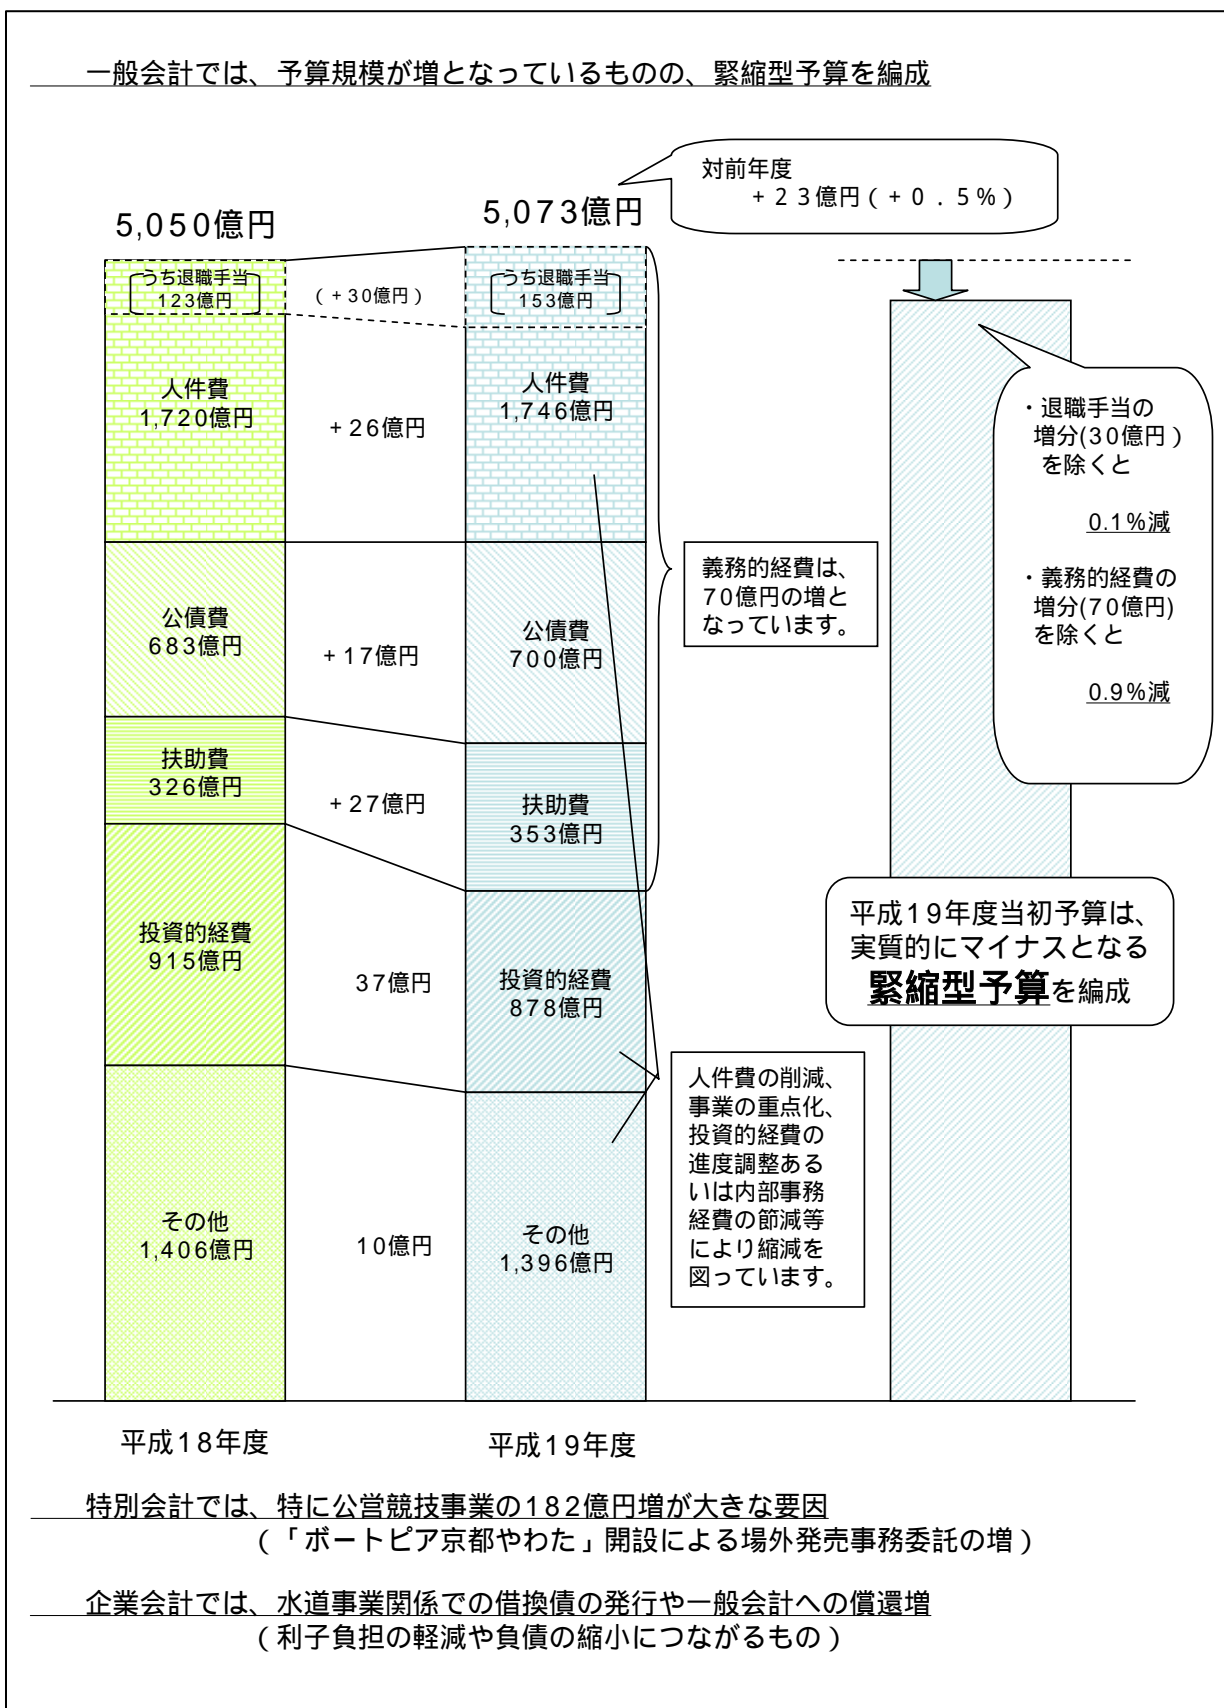 一般会計では、予算規模が増となっているものの、緊縮型予算を編成
対前年度
+23億円(+0.5%)
5,050億円
5,073億円
うち退職手当
123億円
(+30億円)
うち退職手当
153億円
人件費
1,720億円
+26億円
人件費
1,746億円
・退職手当の
増分(30億円)
を除くと
0.1%減
・義務的経費の
増分(70億円)
を除くと
0.9%減
義務的経費は、
70億円の増と
なっています。
公債費
683億円
+17億円
公債費
700億円
扶助費
326億円
+27億円
扶助費
353億円
投資的経費
915億円
37億円
投資的経費
878億円
平成19年度当初予算は、
実質的にマイナスとなる
緊縮型予算を編成
人件費の削減、
事業の重点化、
投資的経費の
進度調整ある
いは内部事務
経費の節減等
により縮減を
図っています。
その他
1,406億円
10億円
その他
1,396億円
平成18年度
平成19年度
特別会計では、特に公営競技事業の182億円増が大きな要因
(「ボートピア京都やわた」開設による場外発売事務委託の増)
企業会計では、水道事業関係での借換債の発行や一般会計への償還増
(利子負担の軽減や負債の縮小につながるもの)